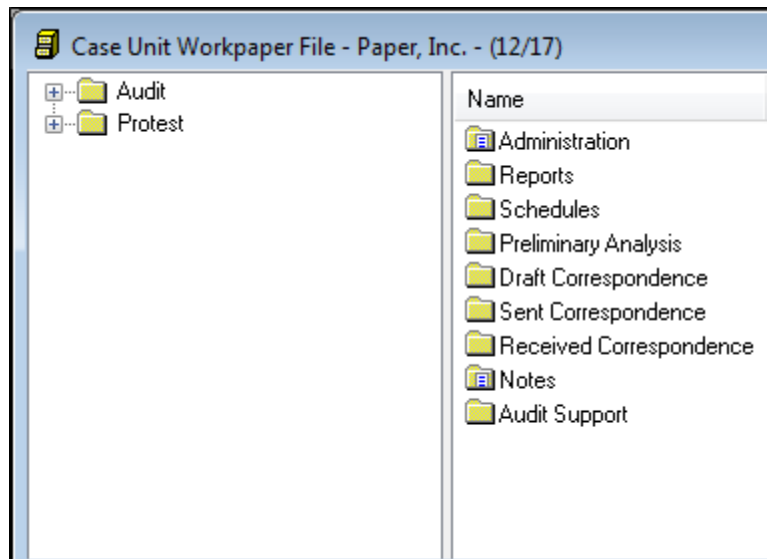 Case Unit Workpaper File - Paper, Inc. - (12/17)
Audit
Protest
Name
Administration
Reports
Schedules
Preliminary Analysis
Draft Correspondence
Sent Correspondence
Received Correspondence
Notes
Audit Support